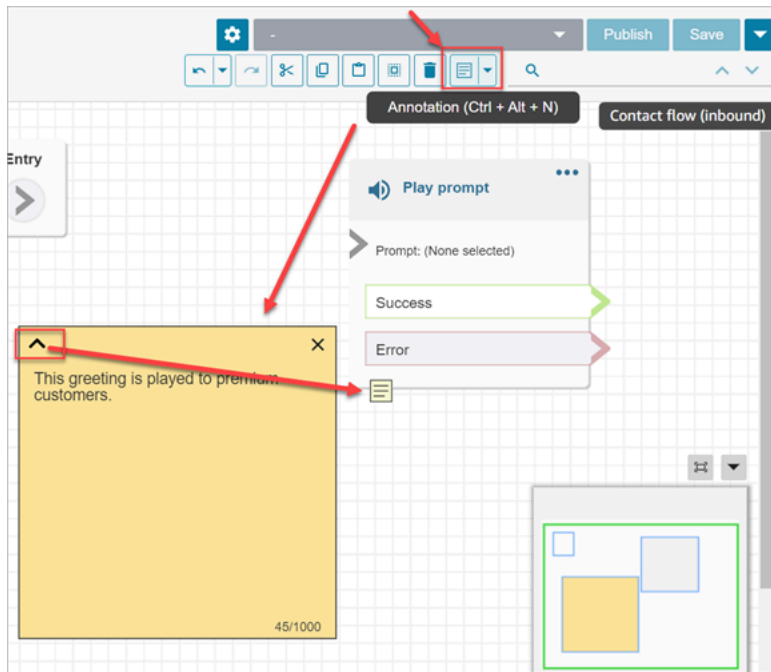 -
Publish
Save
Annotation (Ctrl + Alt + N)
Contact flow (inbound)
Entry
Play prompt
Prompt: (None selected)
Success
Error
This greeting is played to premium
customers.
45/1000